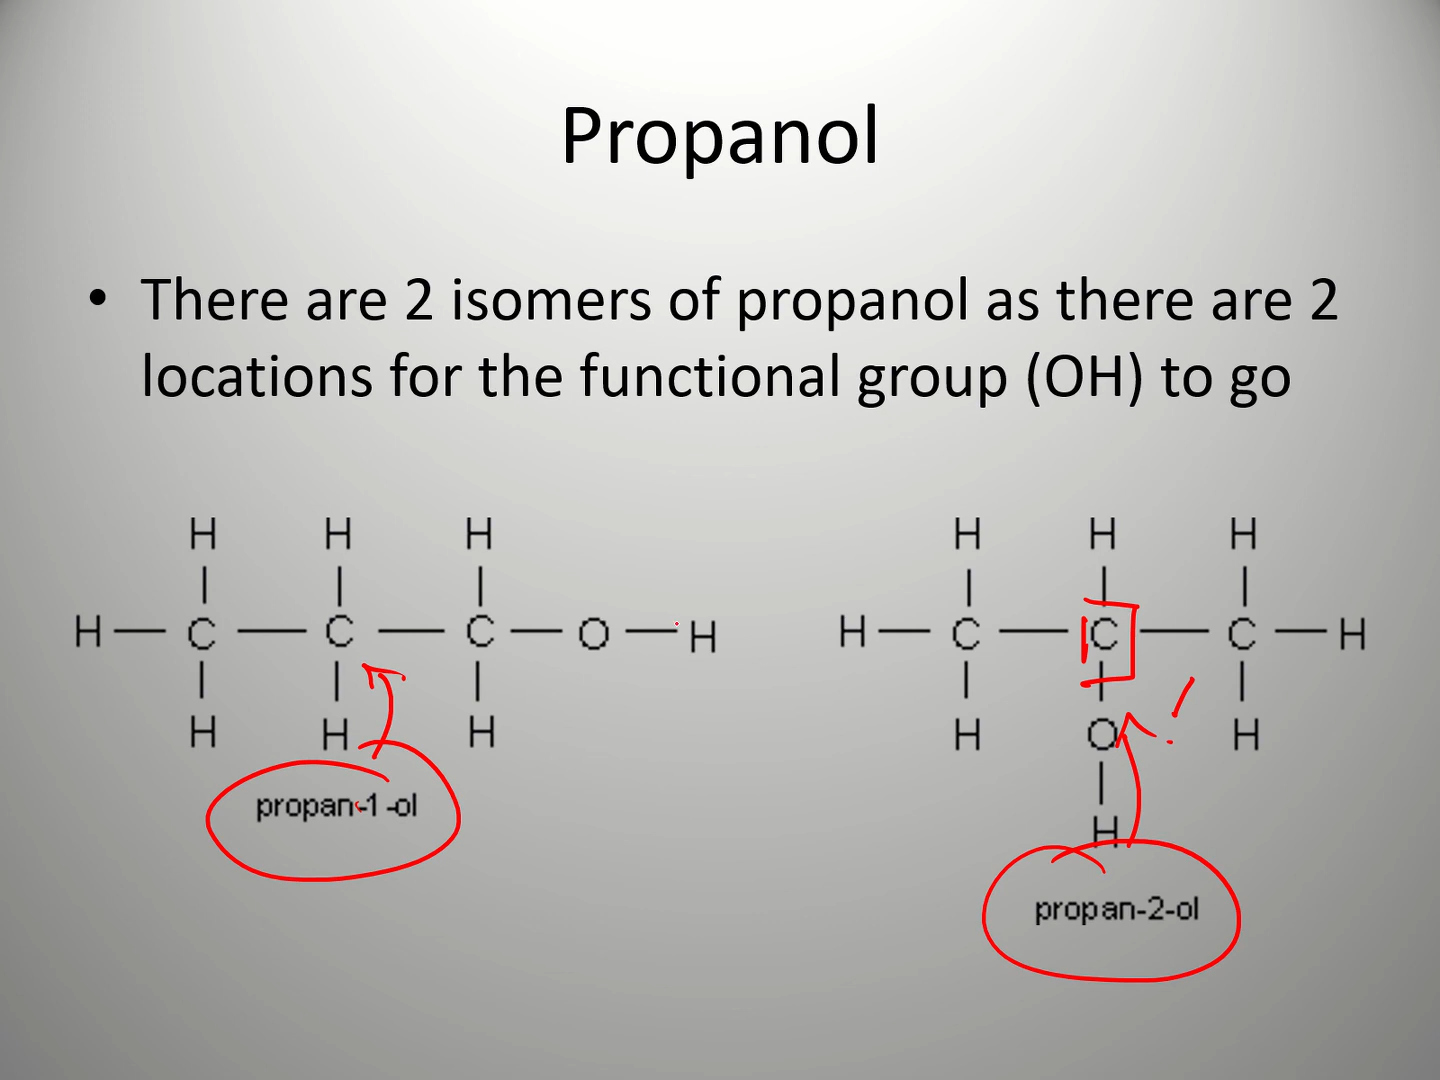 Propanol
• There are 2 isomers of propanol as there are 2
locations for the functional group (OH) to go
H H H
H — C — C — C — O — H
H H H
propan-1-ol
H H H
H — C — C — C — H
H O H
H
propan-2-ol